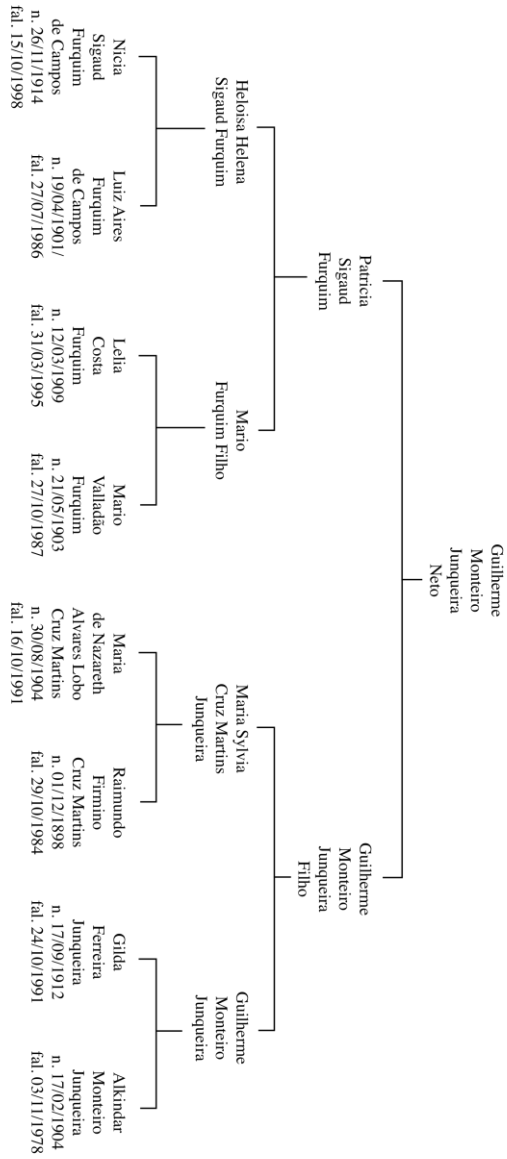 Guilherme
Monteiro
Junqueira
Neto
Patricia
Sigaud
Furquim
Guilherme
Monteiro
Junqueira
Filho
Heloisa Helena
Sigaud Furquim
Mario
Furquim Filho
Maria Sylvia
Cruz Martins
Junqueira
Guilherme
Monteiro
Junqueira
Nicia
Sigaud
Furquim
de Campos
n. 26/11/1914
fal. 15/10/1998
Luiz Aires
Furquim
de Campos
n. 19/04/1901/
fal. 27/07/1986
Lelia
Costa
Furquim
n. 12/03/1909
fal. 31/03/1995
Mario
Valladão
Furquim
n. 21/05/1903
fal. 27/10/1987
Maria
de Nazareth
Alvares Lobo
Cruz Martins
n. 30/08/1904
fal. 16/10/1991
Raimundo
Firmino
Cruz Martins
n. 01/12/1898
fal. 29/10/1984
Gilda
Ferreira
Junqueira
n. 17/09/1912
fal. 24/10/1991
Alkindar
Monteiro
Junqueira
n. 17/02/1904
fal. 03/11/1978